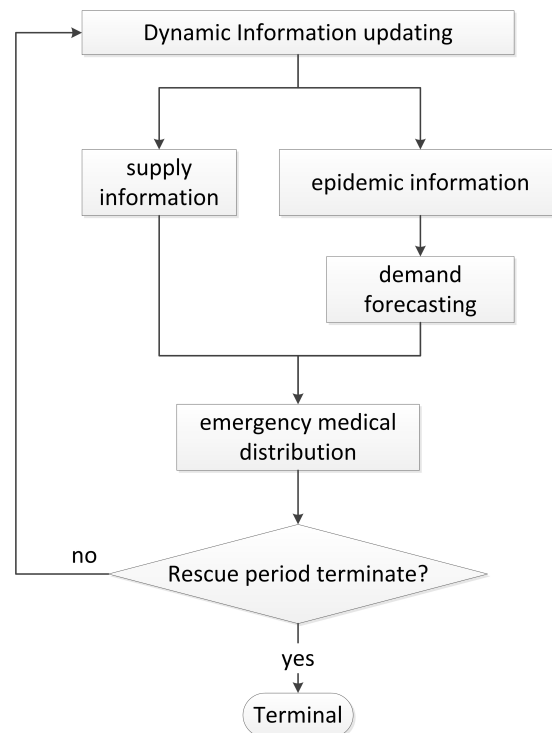 Dynamic Information updating
supply
information
epidemic information
demand
forecasting
emergency medical
distribution
no
Rescue period terminate?
yes
Terminal